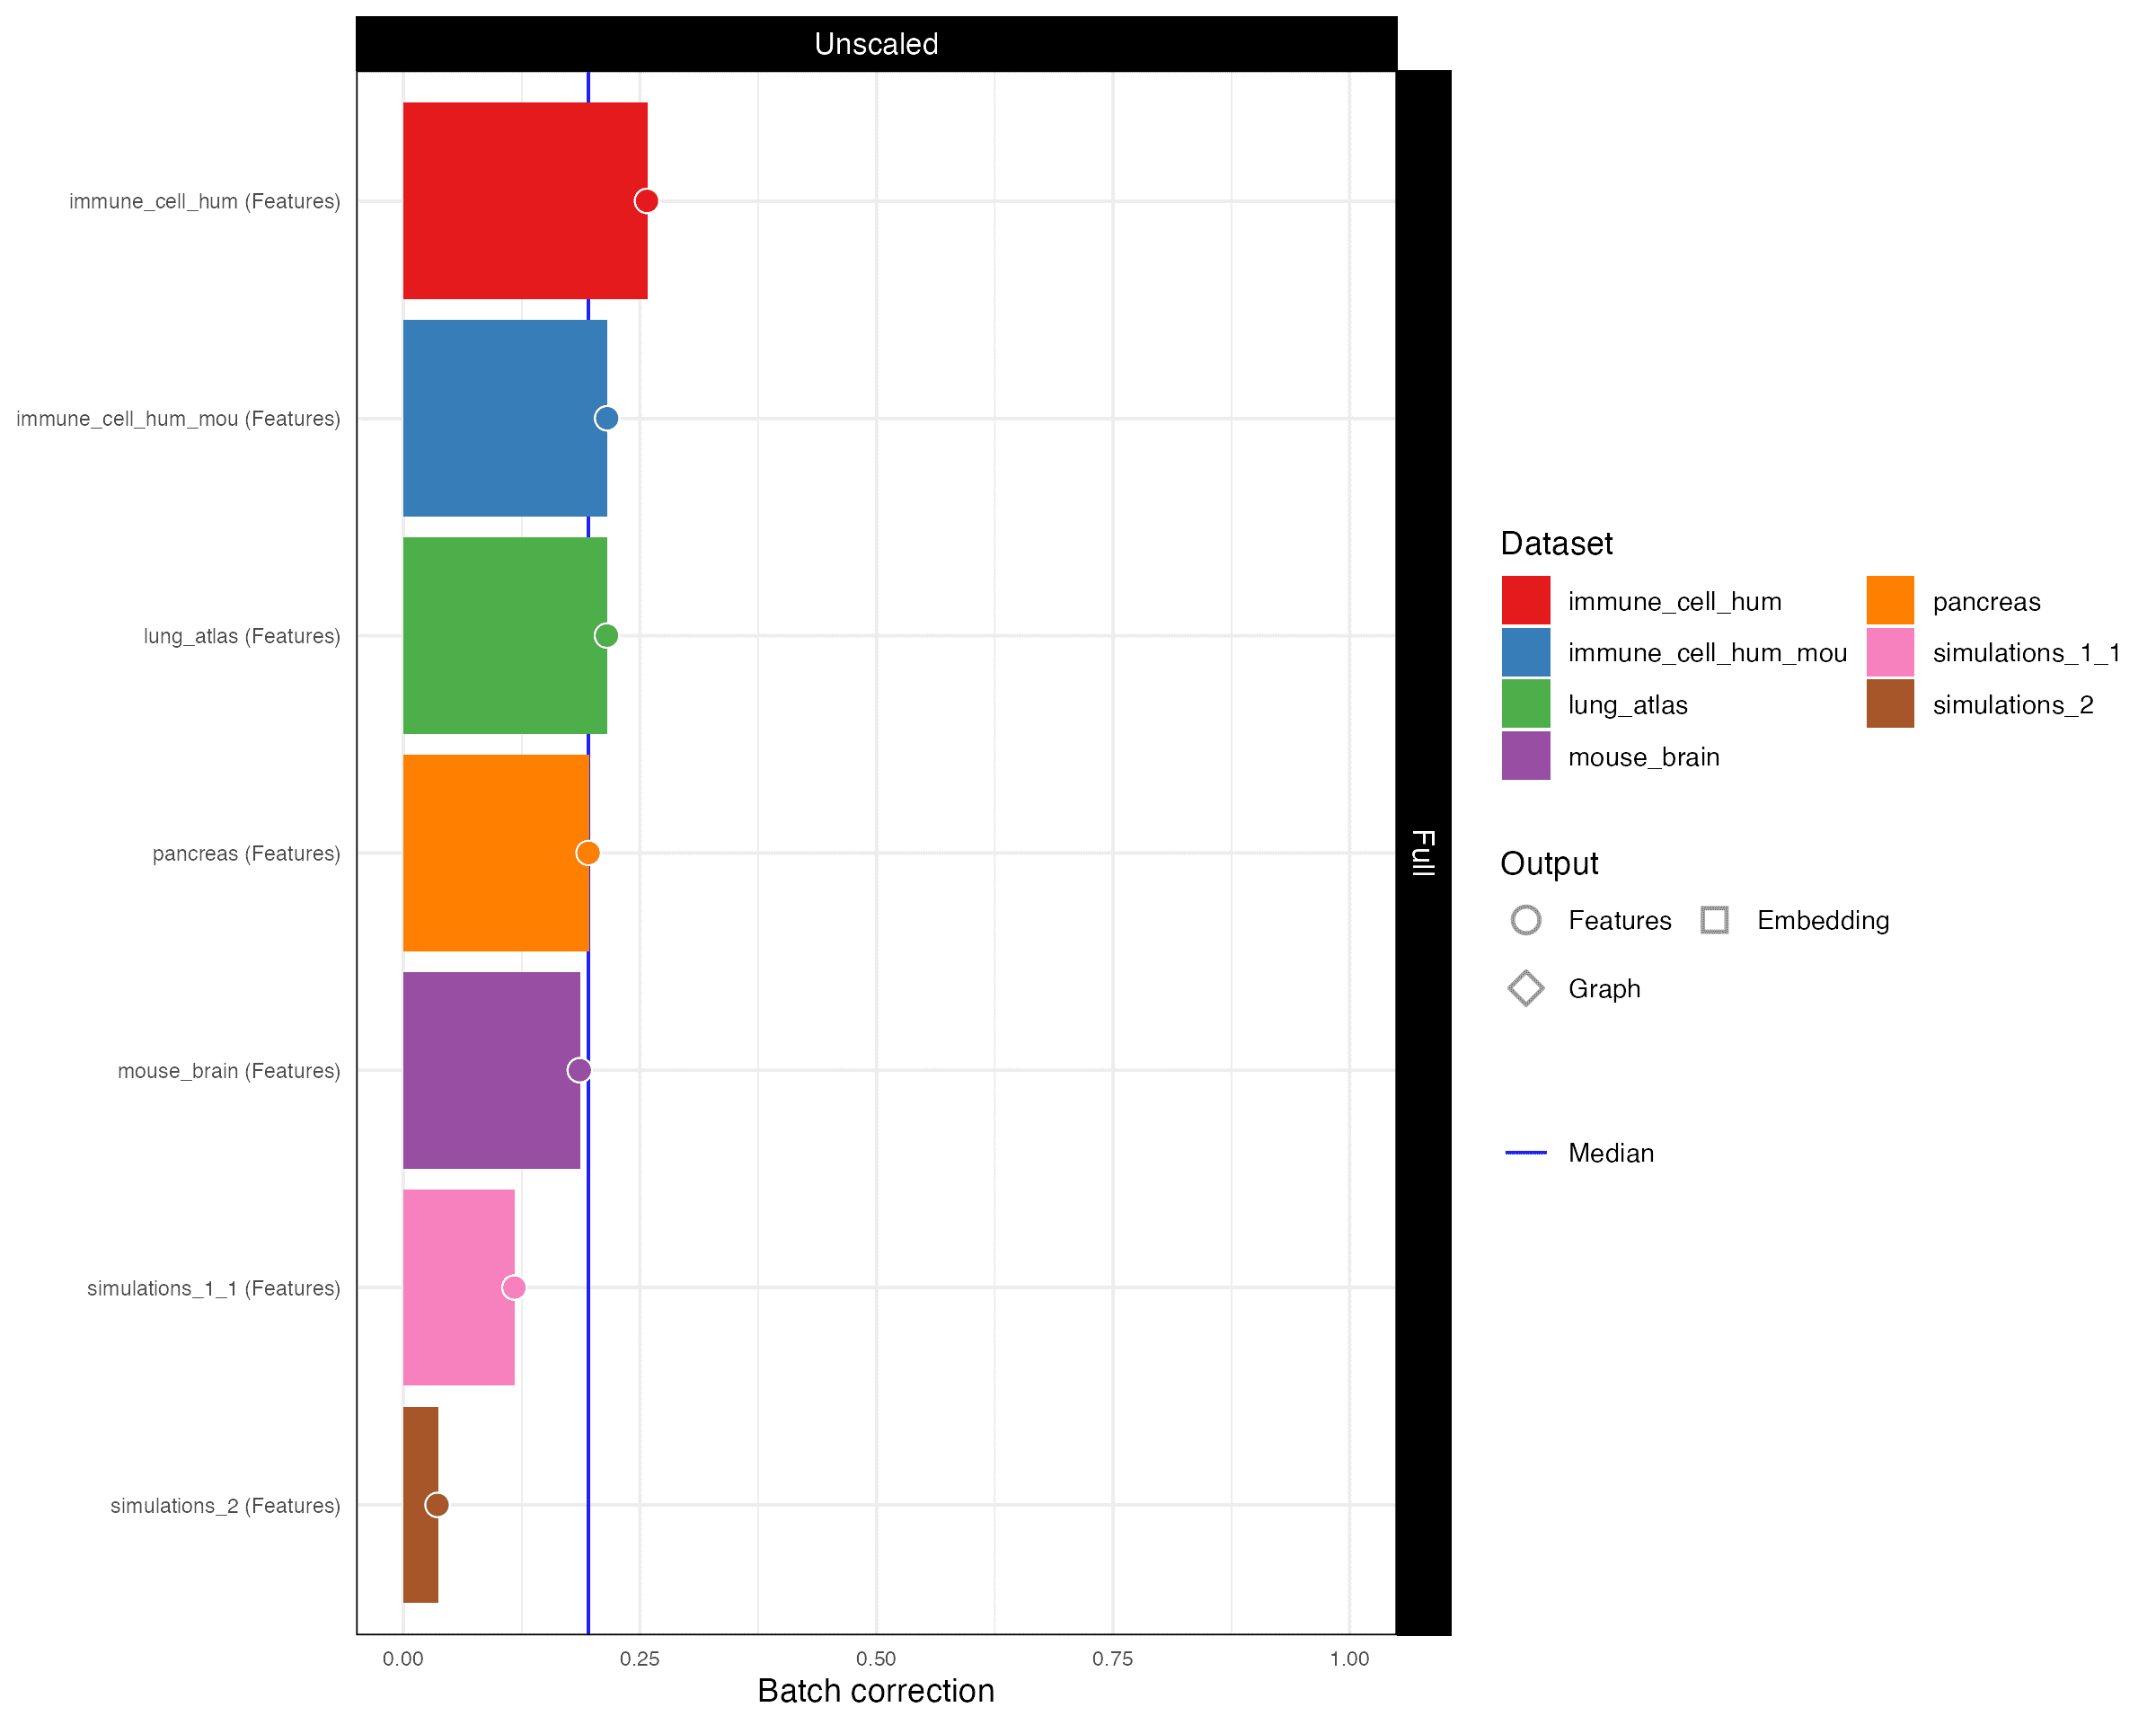 Unscaled
immune_cell_hum (Features)
immune_cell_hum_mou (Features)
lung_atlas (Features)
pancreas (Features)
mouse_brain (Features)
simulations_1_1 (Features)
simulations_2 (Features)
0.00 0.25 0.50 0.75 1.00
Batch correction
Full
Dataset
immune_cell_hum pancreas
immune_cell_hum_mou simulations_1_1
lung_atlas simulations_2
mouse_brain
Output
Features Embedding
Graph
Median